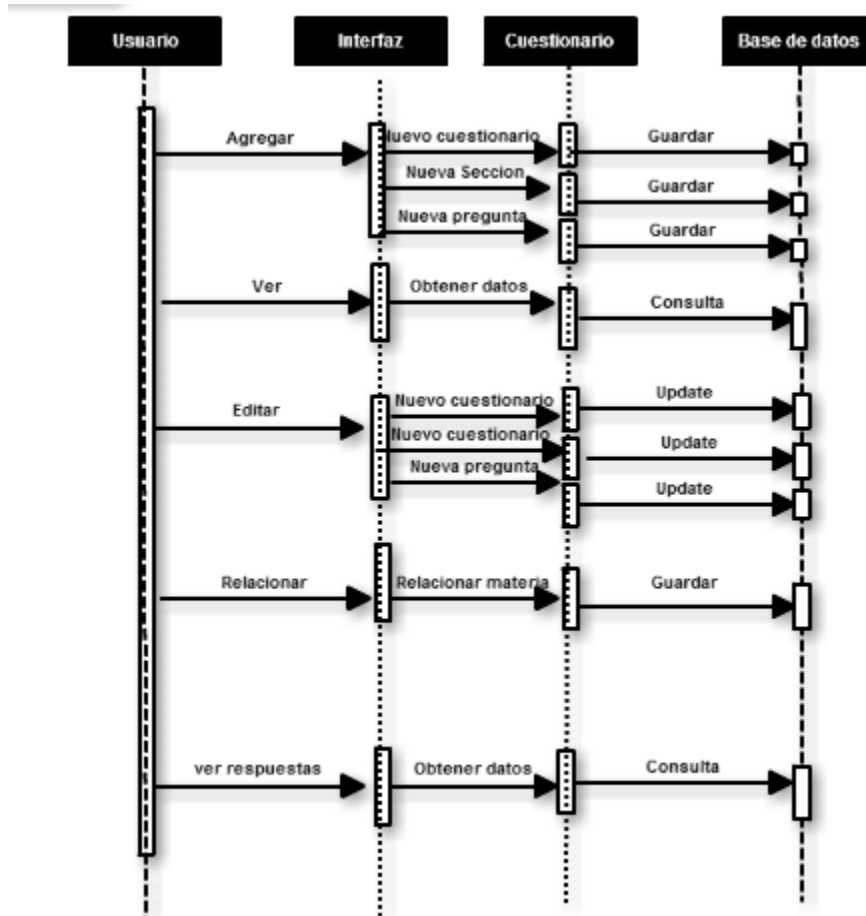 Usuario Interfaz Cuestionario Base de datos
Agregar Nuevo cuestionario Guardar
Nueva Seccion Guardar
Nueva pregunta Guardar
Ver Obtener datos Consulta
Editar Nuevo cuestionario Update
Nuevo cuestionario Update
Nueva pregunta Update
Relacionar Relacionar materia Guardar
ver respuestas Obtener datos Consulta